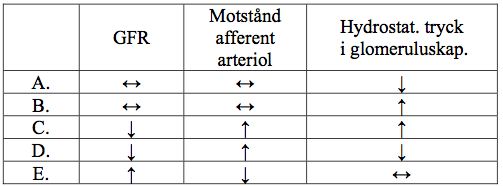 GFR
Motstånd
afferent
arteriol
Hydrostat. tryck
i glomeruluskap.
A. ↔ ↔ ↓
B. ↔ ↔ ↑
C. ↓ ↑ ↑
D. ↓ ↑ ↓
E. ↑ ↓ ↔